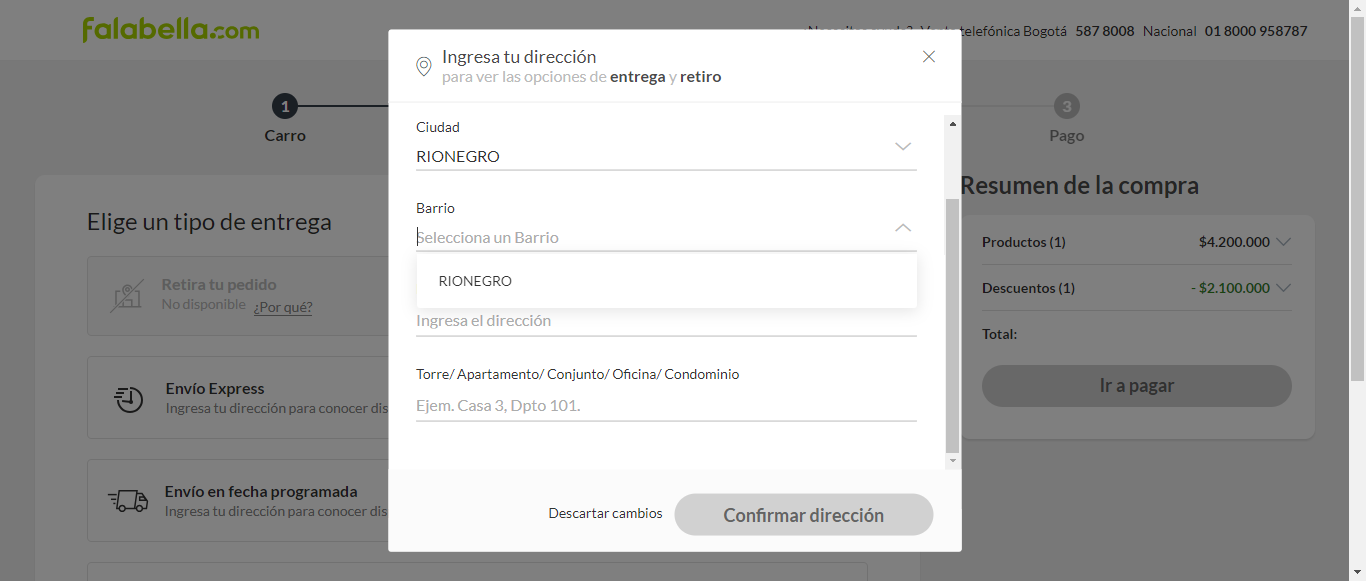 falabella.com
telefónica Bogotá 587 8008 Nacional 01 8000 958787
Ingresa tu dirección
para ver las opciones de entrega y retiro
1
Carro
3
Pago
Elige un tipo de entrega
Retira tu pedido
No disponible ¿Por qué?
Envío Express
Ingresa tu dirección para conocer dis
Envío en fecha programada
Ingresa tu dirección para conocer dis
Ciudad
RIONEGRO
Barrio
Selecciona un Barrio
RIONEGRO
Ingresa el dirección
Torre/ Apartamento/ Conjunto/ Oficina/ Condominio
Ejem. Casa 3, Dpto 101.
Descartar cambios
Confirmar dirección
Resumen de la compra
Productos (1) $4.200.000
Descuentos (1) - $2.100.000
Total:
Ir a pagar